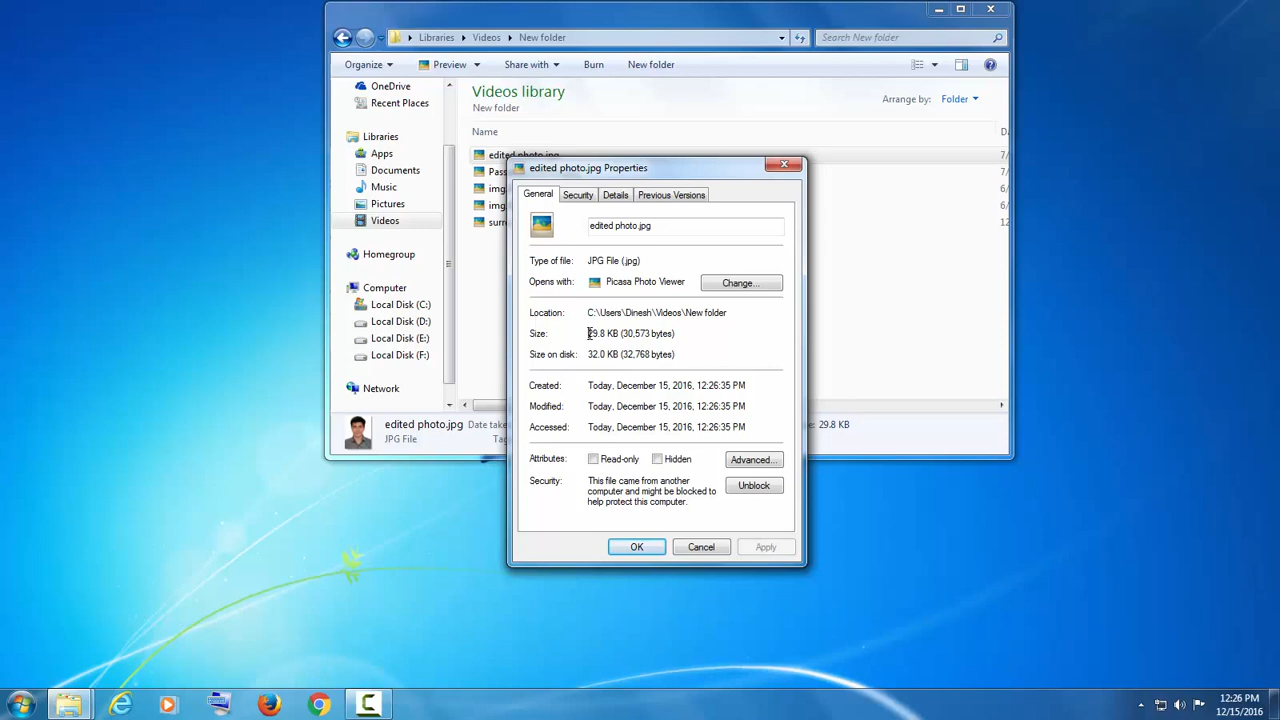 Libraries Videos New folder
Search New folder
Organize Preview Share with Burn New folder
OneDrive
Recent Places
Libraries
Apps
Documents
Music
Pictures
Videos
Homegroup
Computer
Local Disk (C:)
Local Disk (D:)
Local Disk (E:)
Local Disk (F:)
Network
Videos library
New folder
Arrange by: Folder
Name
edited photo.jpg 7/
7/
12
edited photo.jpg Date take 29.8 KB
JPG File
edited photo.jpg Properties
General Security Details Previous Versions
edited photo.jpg
Type of file: JPG File (.jpg)
Opens with: Picasa Photo Viewer Change...
Location: C:\Users\Dinesh\Videos\New folder
Size: 29.8 KB (30,573 bytes)
Size on disk: 32.0 KB (32,768 bytes)
Created: Today, December 15, 2016, 12:26:35 PM
Modified: Today, December 15, 2016, 12:26:35 PM
Accessed: Today, December 15, 2016, 12:26:35 PM
Attributes: Read-only Hidden Advanced...
Security: This file came from another
computer and might be blocked to
help protect this computer.
Unblock
OK Cancel Apply
12:26 PM
12/15/2016